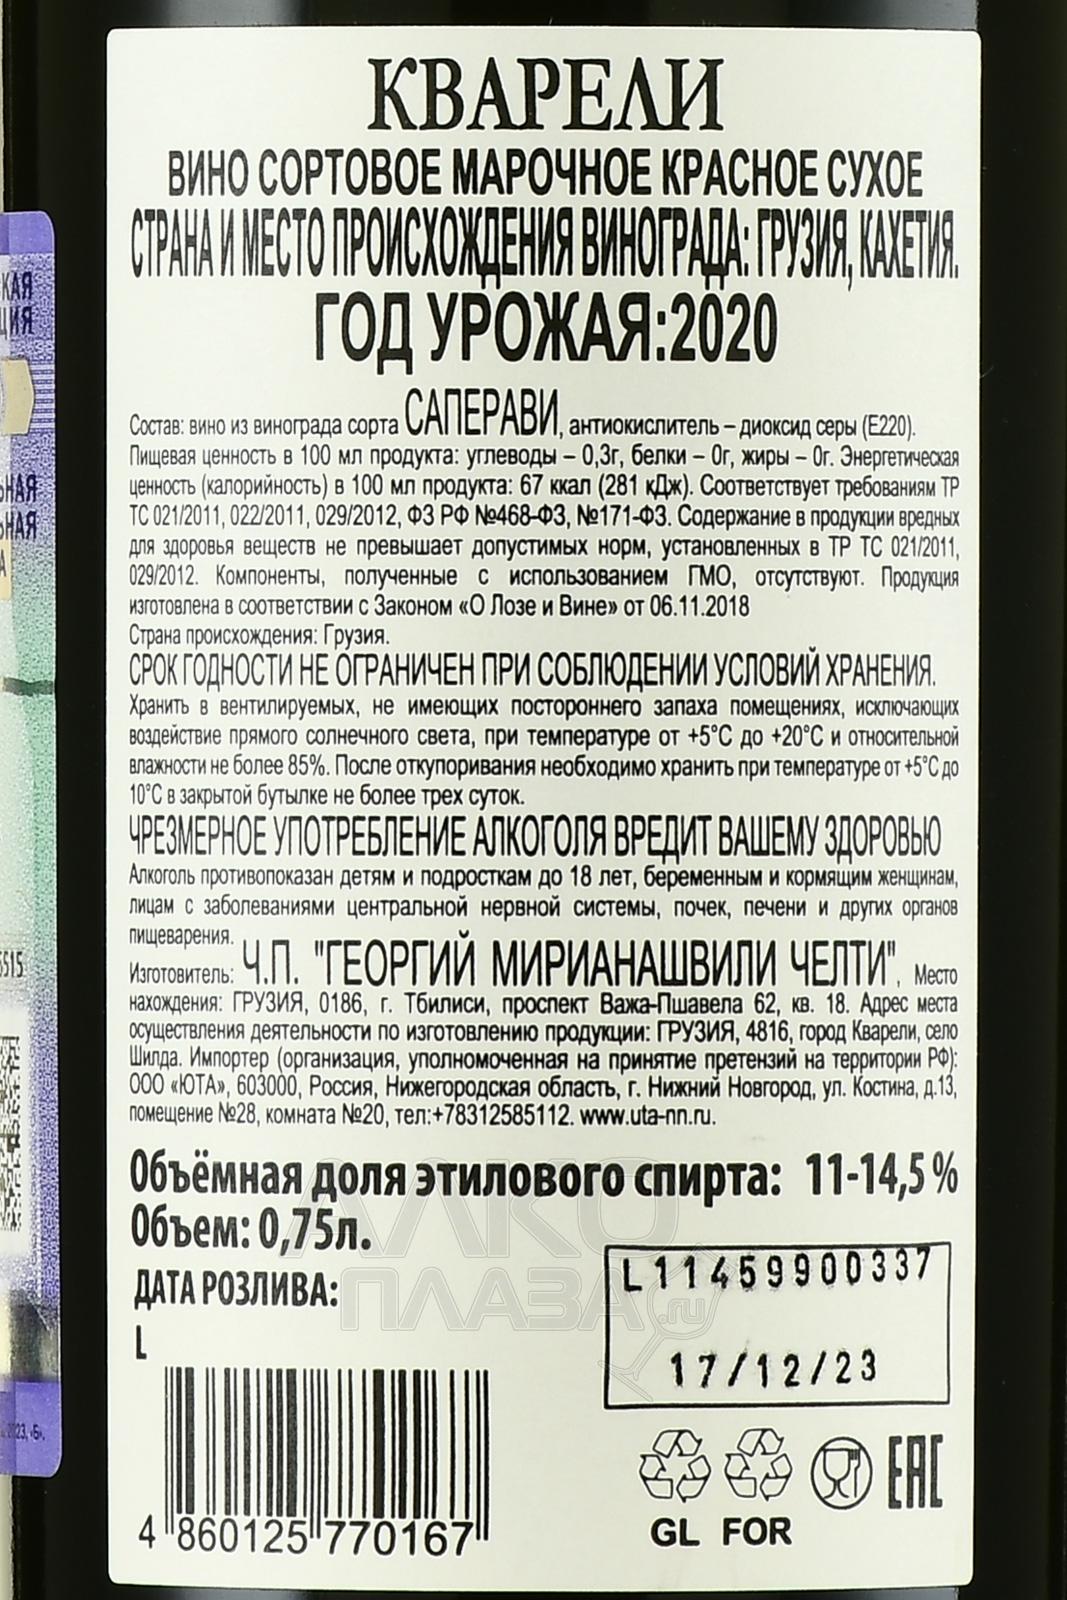 КВАРЕЛИ
ВИНО СОРТОВОЕ МАРОЧНОЕ КРАСНОЕ СУХОЕ
СТРАНА И МЕСТО ПРОИСХОЖДЕНИЯ ВИНОГРАДА: ГРУЗИЯ, КАХЕТИЯ.
ГОД УРОЖАЯ:2020
Состав: вино из винограда сорта САПЕРАВИ, антиокислитель – диоксид серы (Е220).
Пищевая ценность в 100 мл продукта: углеводы – 0,3г, белки – 0г, жиры – 0г. Энергетическая
ценность (калорийность) в 100 мл продукта: 67 ккал (281 кДж). Соответствует требованиям ТР
ТС 021/2011, 022/2011, 029/2012, ФЗ РФ №468-ФЗ, №171-ФЗ. Содержание в продукции вредных
для здоровья веществ не превышает допустимых норм, установленных в ТР ТС 021/2011,
029/2012. Компоненты, полученные с использованием ГМО, отсутствуют. Продукция
изготовлена в соответствии с Законом «О Лозе и Вине» от 06.11.2018
Страна происхождения: Грузия.
СРОК ГОДНОСТИ НЕ ОГРАНИЧЕН ПРИ СОБЛЮДЕНИИ УСЛОВИЙ ХРАНЕНИЯ.
Хранить в вентилируемых, не имеющих постороннего запаха помещениях, исключающих
воздействие прямого солнечного света, при температуре от +5°С до +20°С и относительной
влажности не более 85%. После откупоривания необходимо хранить при температуре от +5°С до
10°С в закрытой бутылке не более трех суток.
ЧРЕЗМЕРНОЕ УПОТРЕБЛЕНИЕ АЛКОГОЛЯ ВРЕДИТ ВАШЕМУ ЗДОРОВЬЮ
Алкоголь противопоказан детям и подросткам до 18 лет, беременным и кормящим женщинам,
лицам с заболеваниями центральной нервной системы, почек, печени и других органов
пищеварения.
Изготовитель: Ч.П. "ГЕОРГИЙ МИРИАНАШВИЛИ ЧЕЛТИ", Место
нахождения: ГРУЗИЯ, 0186, г. Тбилиси, проспект Важа-Пшавела 62, кв. 18. Адрес места
осуществления деятельности по изготовлению продукции: ГРУЗИЯ, 4816, город Кварели, село
Шилда. Импортер (организация, уполномоченная на принятие претензий на территории РФ):
ООО «ЮТА», 603000, Россия, Нижегородская область, г. Нижний Новгород, ул. Костина, д.13,
помещение №28, комната №20, тел:+78312585112. www.uta-nn.ru.
Объёмная доля этилового спирта: 11-14,5 %
Объем: 0,75л.
ДАТА РОЗЛИВА:
L
L11459900337
17/12/23
4 860125 770167
GL FOR
EAC
АЛКО
ПЛАЗА.ru